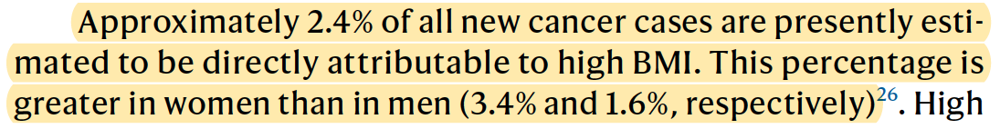 Approximately 2.4% of all new cancer cases are presently esti-
mated to be directly attributable to high BMI. This percentage is
greater in women than in men (3.4% and 1.6%, respectively)26. High